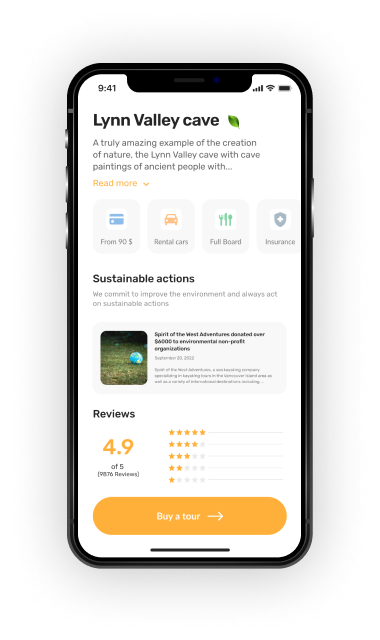 9:41
Lynn Valley cave
A truly amazing example of the creation
of nature, the Lynn Valley cave with cave
paintings of ancient people with...
Read more
From 90 $ Rental cars Full Board Insurance
Sustainable actions
We commit to improve the environment and always act
on sustainable actions
Spirit of the West Adventures donated over
$6000 to environmental non-profit
organizations
September 20, 2022
Spirit of the West Adventures, a sea kayaking company
specializing in kayaking tours in the Vancouver Island area as
well as a variety of international destinations including ...
Reviews
4.9
of 5
(9876 Reviews)
Buy a tour